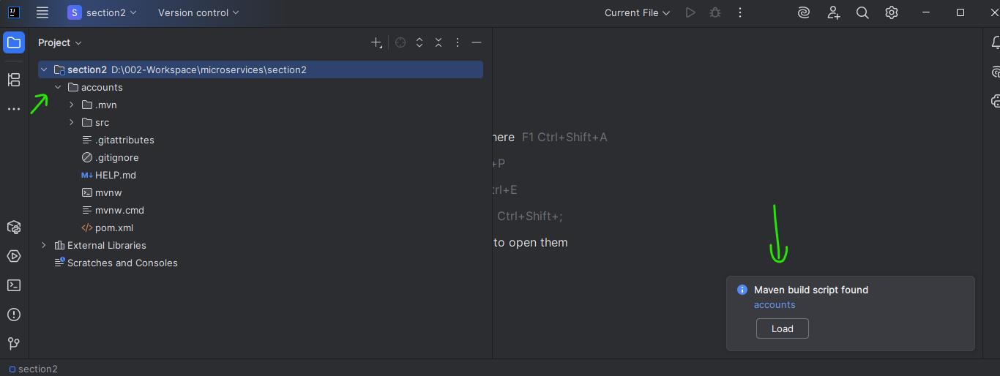 IJ
S section2 Version control Current File
Project
section2 D:\002-Workspace\microservices\section2
accounts
.mvn
src
.gitattributes
.gitignore
M↓ HELP.md
mvnw
mvnw.cmd
</> pom.xml
External Libraries
Scratches and Consoles
here F1 Ctrl+Shift+A
+P
trl+E
Ctrl+Shift+;
to open them
Maven build script found
accounts
Load
section2